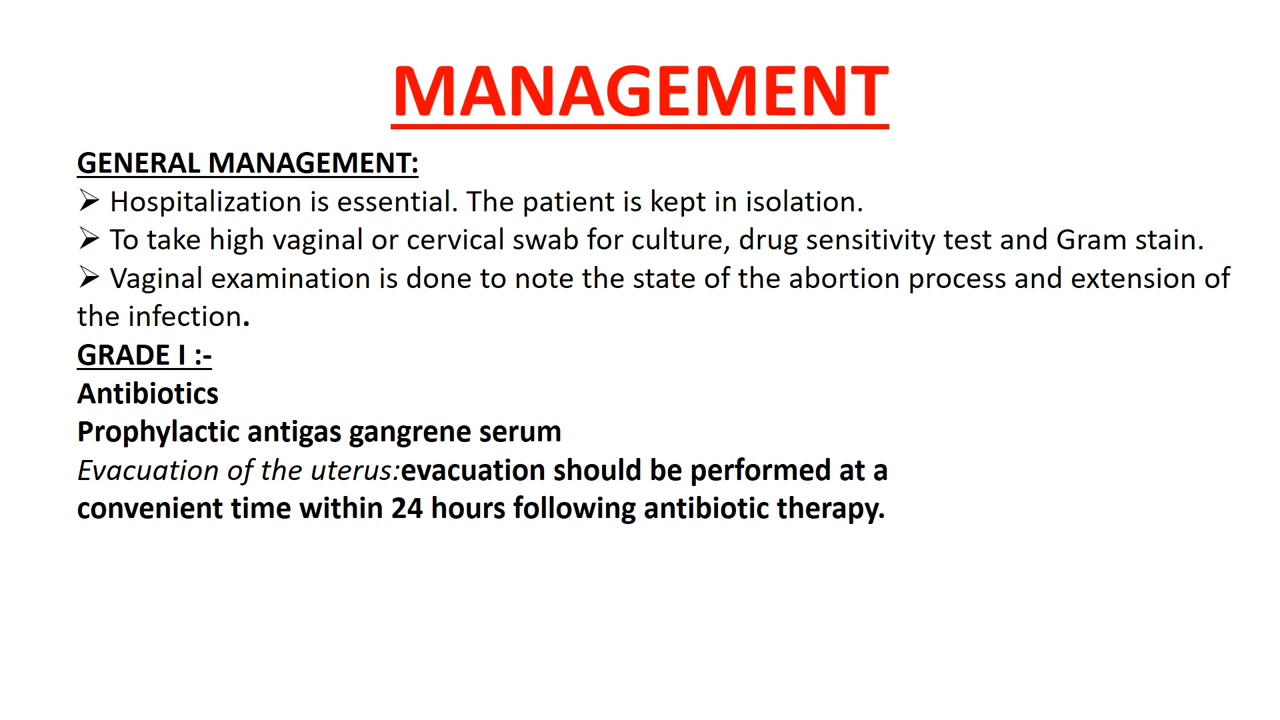 MANAGEMENT
GENERAL MANAGEMENT:
➢ Hospitalization is essential. The patient is kept in isolation.
➢ To take high vaginal or cervical swab for culture, drug sensitivity test and Gram stain.
➢ Vaginal examination is done to note the state of the abortion process and extension of
the infection.
GRADE I :-
Antibiotics
Prophylactic antigas gangrene serum
Evacuation of the uterus:evacuation should be performed at a
convenient time within 24 hours following antibiotic therapy.